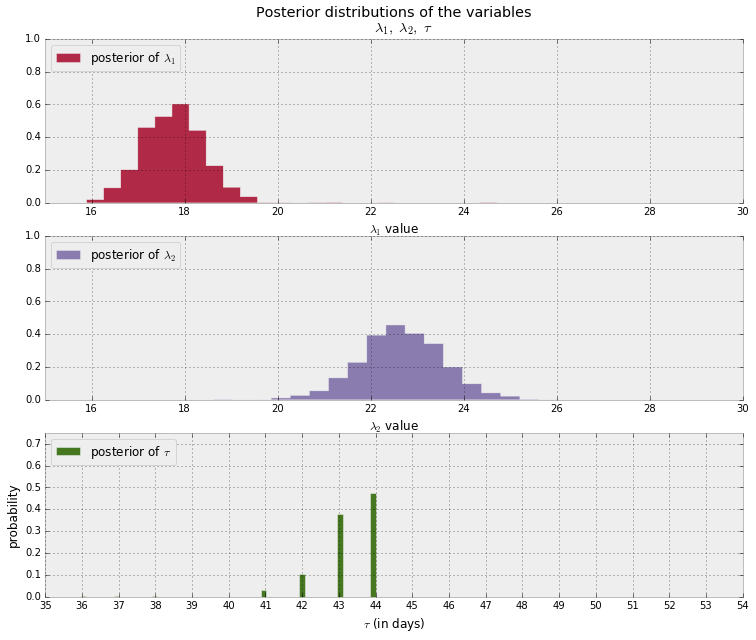 Posterior distributions of the variables
λ₁, λ₂, τ
posterior of λ₁
1.0
0.8
0.6
0.4
0.2
0.0
16 18 20 22 24 26 28 30
λ₁ value
posterior of λ₂
1.0
0.8
0.6
0.4
0.2
0.0
16 18 20 22 24 26 28 30
λ₂ value
posterior of τ
probability
0.7
0.6
0.5
0.4
0.3
0.2
0.1
0.0
35 36 37 38 39 40 41 42 43 44 45 46 47 48 49 50 51 52 53 54
τ (in days)